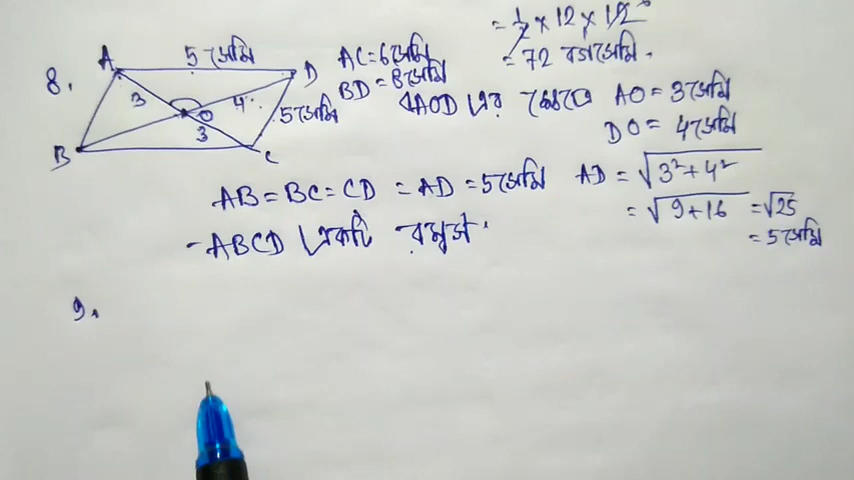 = 1/2 × 12 × 12
= 72 বর্গসেমি.
8.
A 5 সেমি D
AC = 6 সেমি
BD = 8 সেমি
3 4 O 3 5 সেমি
B C
AOD এর ক্ষেত্রে AO = 3 সেমি
DO = 4 সেমি
AD = √3²+4²
= √9+16 = √25
= 5 সেমি
AB = BC = CD = AD = 5 সেমি
ABCD একটি রম্বস
9.